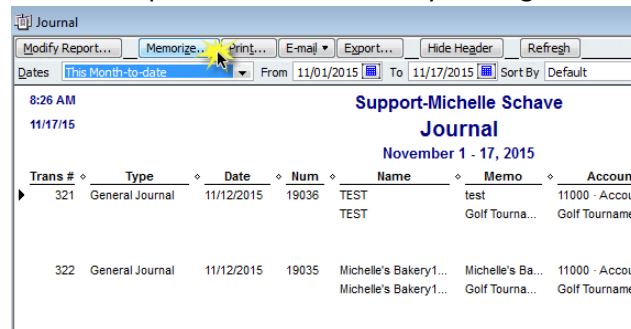 Journal
Modify Report... Memorize... Print... E-mail Export... Hide Header Refresh
Dates This Month-to-date From 11/01/2015 To 11/17/2015 Sort By Default
8:26 AM Support-Michelle Schave
11/17/15 Journal
November 1 - 17, 2015
Trans # Type Date Num Name Memo Accoun
321 General Journal 11/12/2015 19036 TEST test 11000 · Accou
TEST Golf Tourna... Golf Tourname
322 General Journal 11/12/2015 19035 Michelle's Bakery1... Michelle's Ba... 11000 · Accou
Michelle's Bakery1... Golf Tourna... Golf Tourname